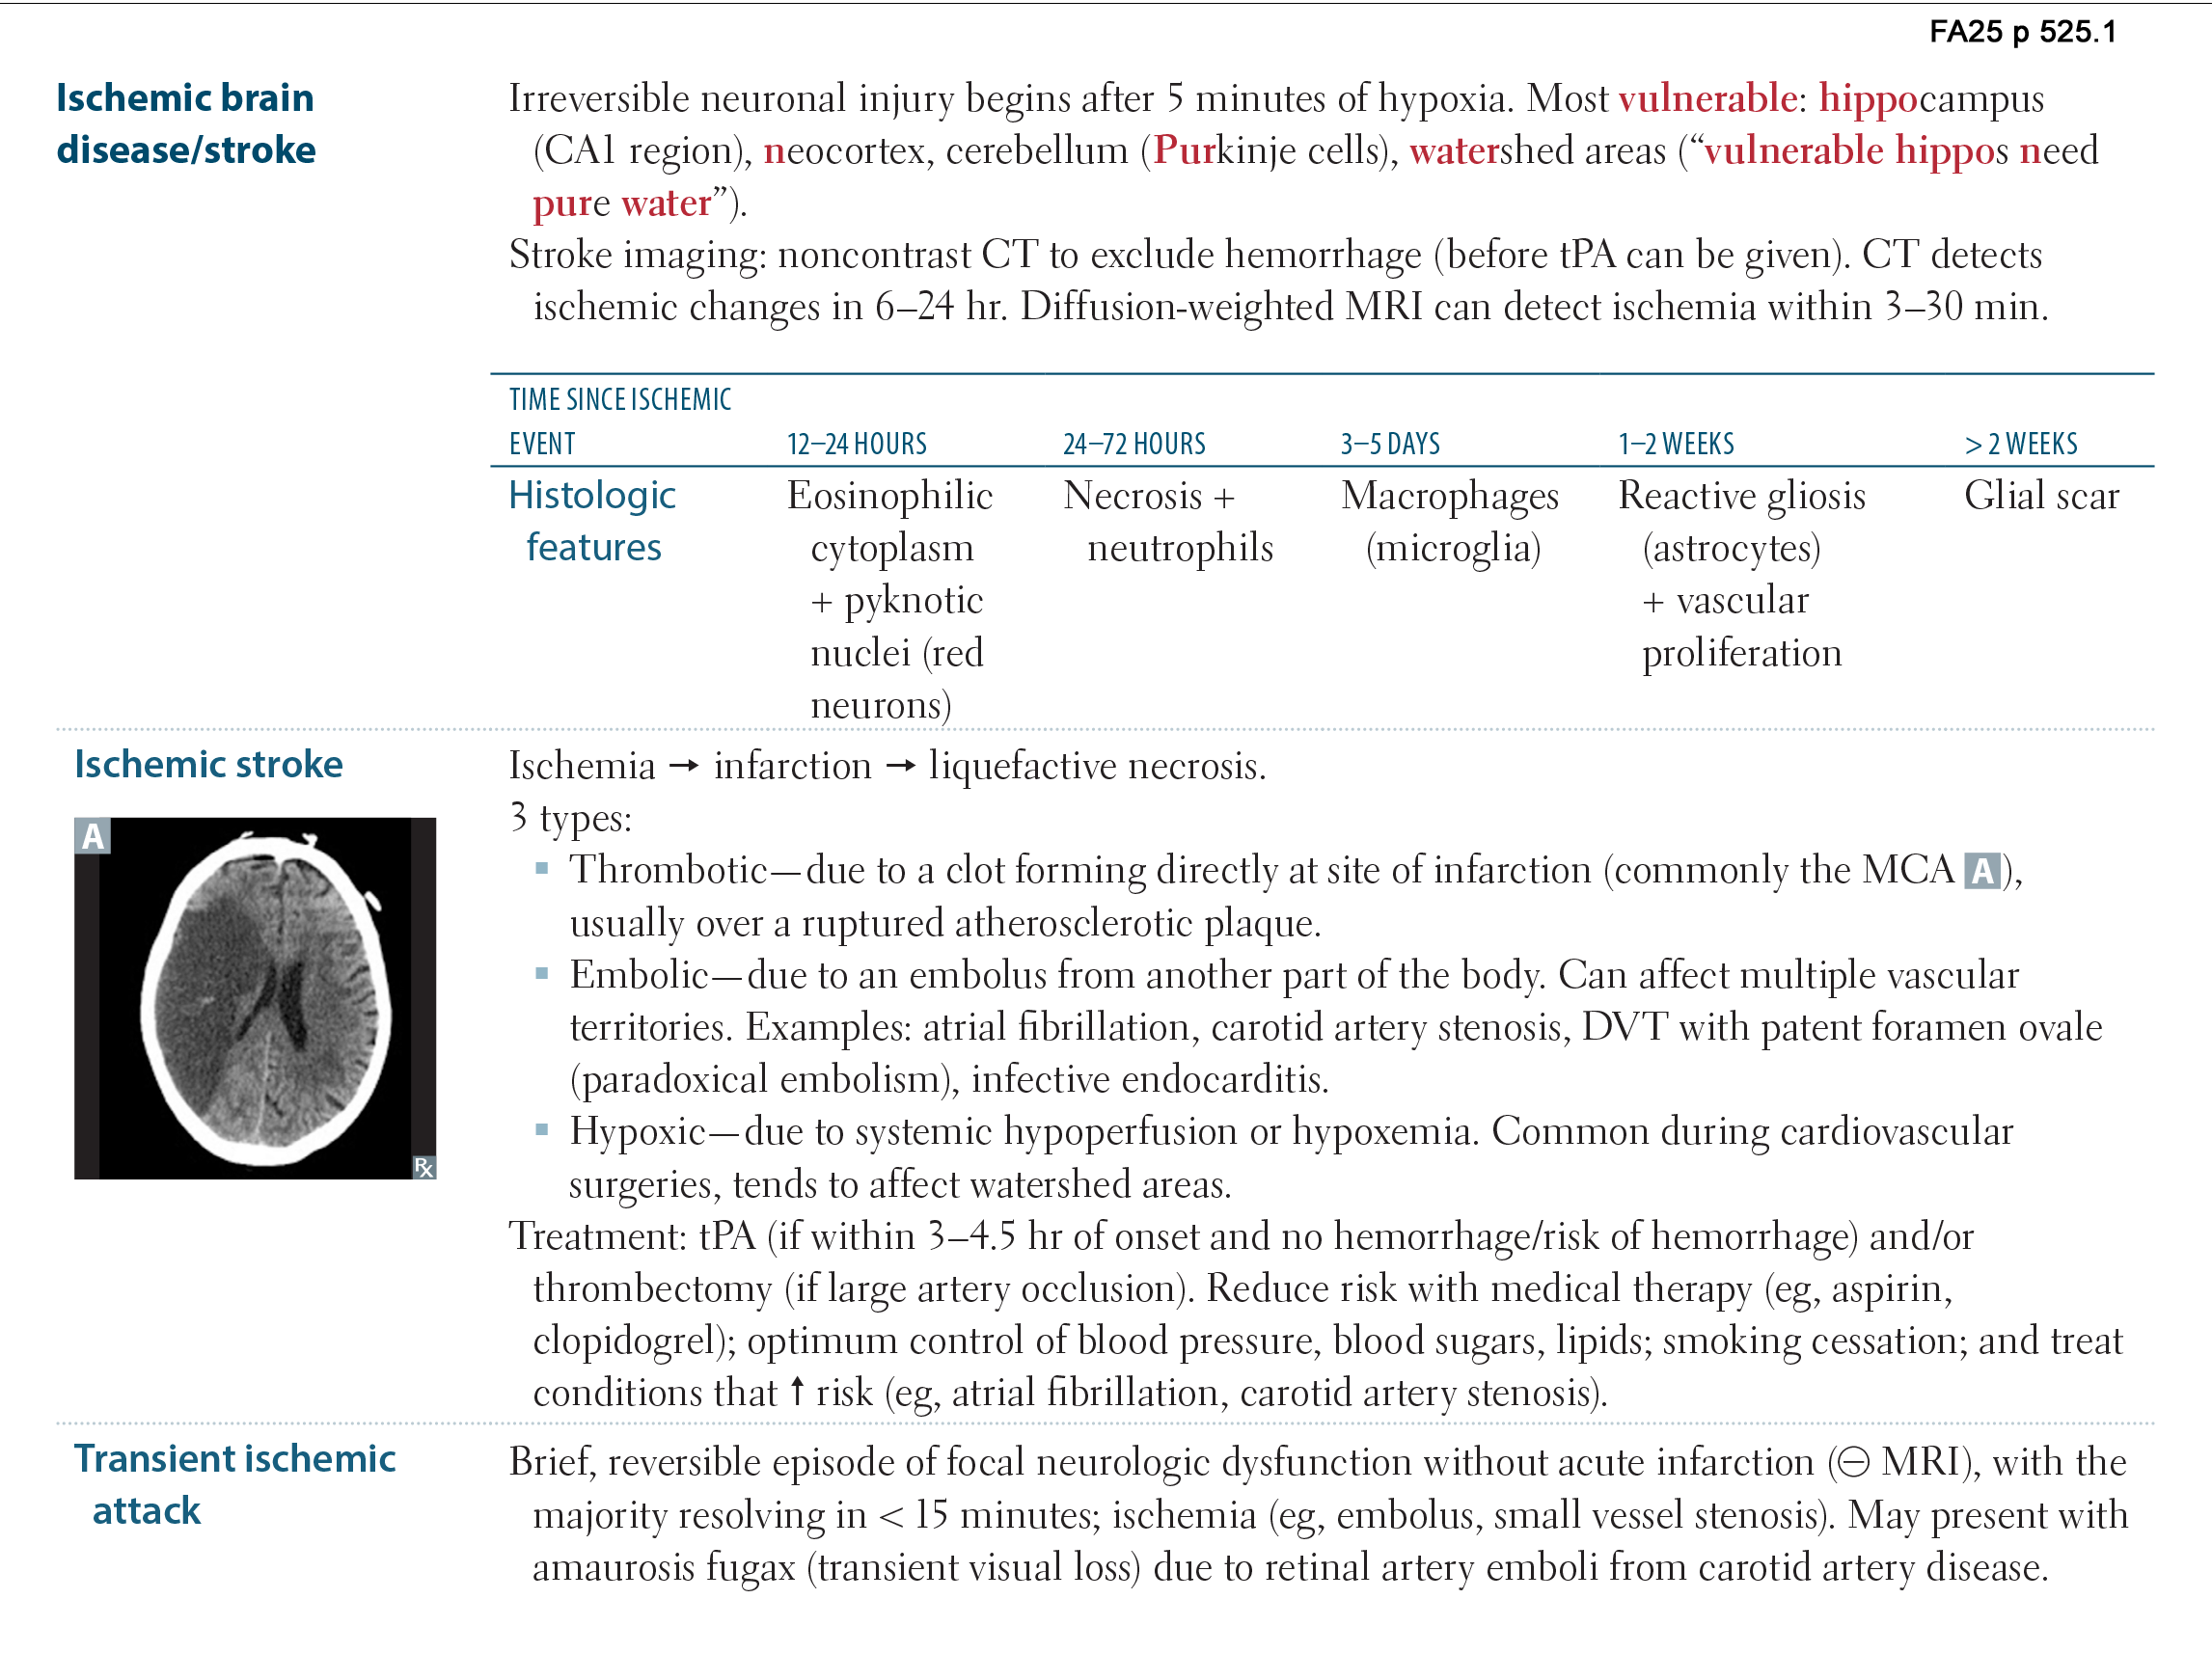 FA25 p 525.1
Ischemic brain
disease/stroke
Irreversible neuronal injury begins after 5 minutes of hypoxia. Most vulnerable: hippocampus
(CA1 region), neocortex, cerebellum (Purkinje cells), watershed areas (“vulnerable hippos need
pure water”).
Stroke imaging: noncontrast CT to exclude hemorrhage (before tPA can be given). CT detects
ischemic changes in 6–24 hr. Diffusion-weighted MRI can detect ischemia within 3–30 min.
TIME SINCE ISCHEMIC
EVENT 12–24 HOURS 24–72 HOURS 3–5 DAYS 1–2 WEEKS > 2 WEEKS
Histologic Eosinophilic Necrosis + Macrophages Reactive gliosis Glial scar
features cytoplasm neutrophils (microglia) (astrocytes)
+ pyknotic + vascular
nuclei (red proliferation
neurons)
Ischemic stroke
A
℞
Ischemia → infarction → liquefactive necrosis.
3 types:
▪ Thrombotic—due to a clot forming directly at site of infarction (commonly the MCA A),
usually over a ruptured atherosclerotic plaque.
▪ Embolic—due to an embolus from another part of the body. Can affect multiple vascular
territories. Examples: atrial fibrillation, carotid artery stenosis, DVT with patent foramen ovale
(paradoxical embolism), infective endocarditis.
▪ Hypoxic—due to systemic hypoperfusion or hypoxemia. Common during cardiovascular
surgeries, tends to affect watershed areas.
Treatment: tPA (if within 3–4.5 hr of onset and no hemorrhage/risk of hemorrhage) and/or
thrombectomy (if large artery occlusion). Reduce risk with medical therapy (eg, aspirin,
clopidogrel); optimum control of blood pressure, blood sugars, lipids; smoking cessation; and treat
conditions that ↑ risk (eg, atrial fibrillation, carotid artery stenosis).
Transient ischemic
attack
Brief, reversible episode of focal neurologic dysfunction without acute infarction (⊖ MRI), with the
majority resolving in < 15 minutes; ischemia (eg, embolus, small vessel stenosis). May present with
amaurosis fugax (transient visual loss) due to retinal artery emboli from carotid artery disease.